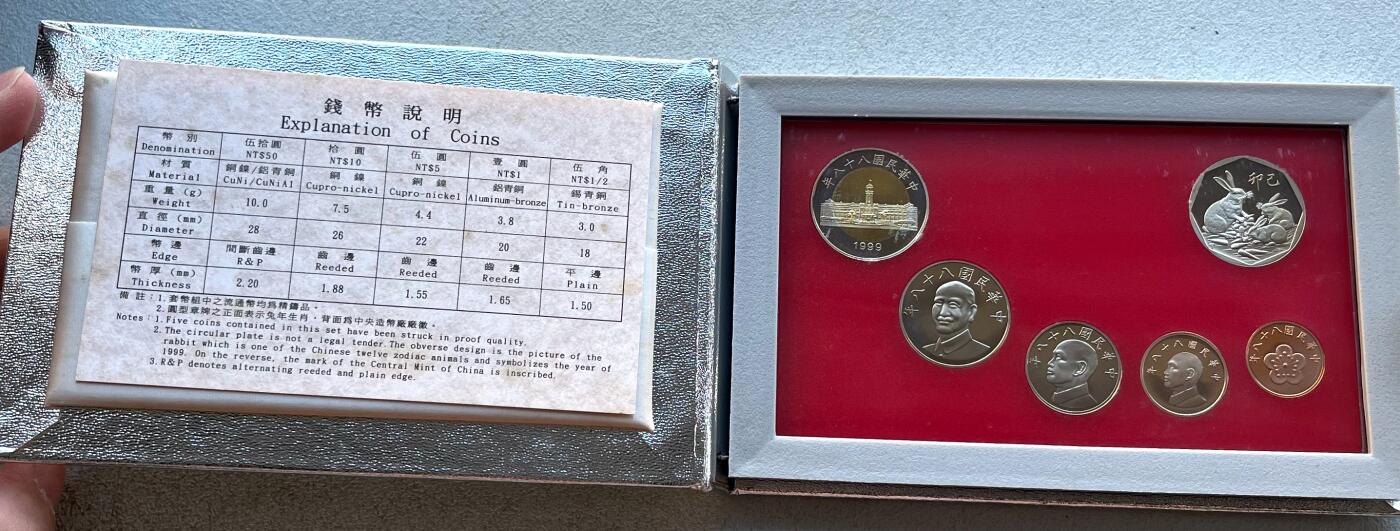 錢幣說明
Explanation of Coins
幣別 伍拾圓 拾圓 伍圓 壹圓 伍角
Denomination NT$50 NT$10 NT$5 NT$1 NT$1/2
材質 銅鎳/鋁青銅 銅鎳 銅鎳 鋁青銅 錫青銅
Material CuNi/CuNiAl Cupro-nickel Cupro-nickel Aluminum-bronze Tin-bronze
重量(g)
Weight 10.0 7.5 4.4 3.8 3.0
直徑(mm)
Diameter 28 26 22 20 18
幣邊 間斷齒邊 齒邊 齒邊 齒邊 平邊
Edge R&P Reeded Reeded Reeded Plain
幣厚(mm)
Thickness 2.20 1.88 1.55 1.65 1.50
備註:1.套幣組中之流通幣均為精鑄品。
2.圓型章牌之正面表示兔年生肖,背面為中央造幣廠廠徽。
Notes:1.Five coins contained in this set have been struck in proof quality.
2.The circular plate is not a legal tender.The obverse design is the picture of the
rabbit which is one of the Chinese twelve zodiac animals and symbolizes the year of
1999. On the reverse, the mark of the Central Mint of China is inscribed.
3.R&P denotes alternating reeded and plain edge.
年八十八國民華中
1999
卯己
年八十八國民華中
年八十八國民華中
年八十八國民華中
年八十八國民華中